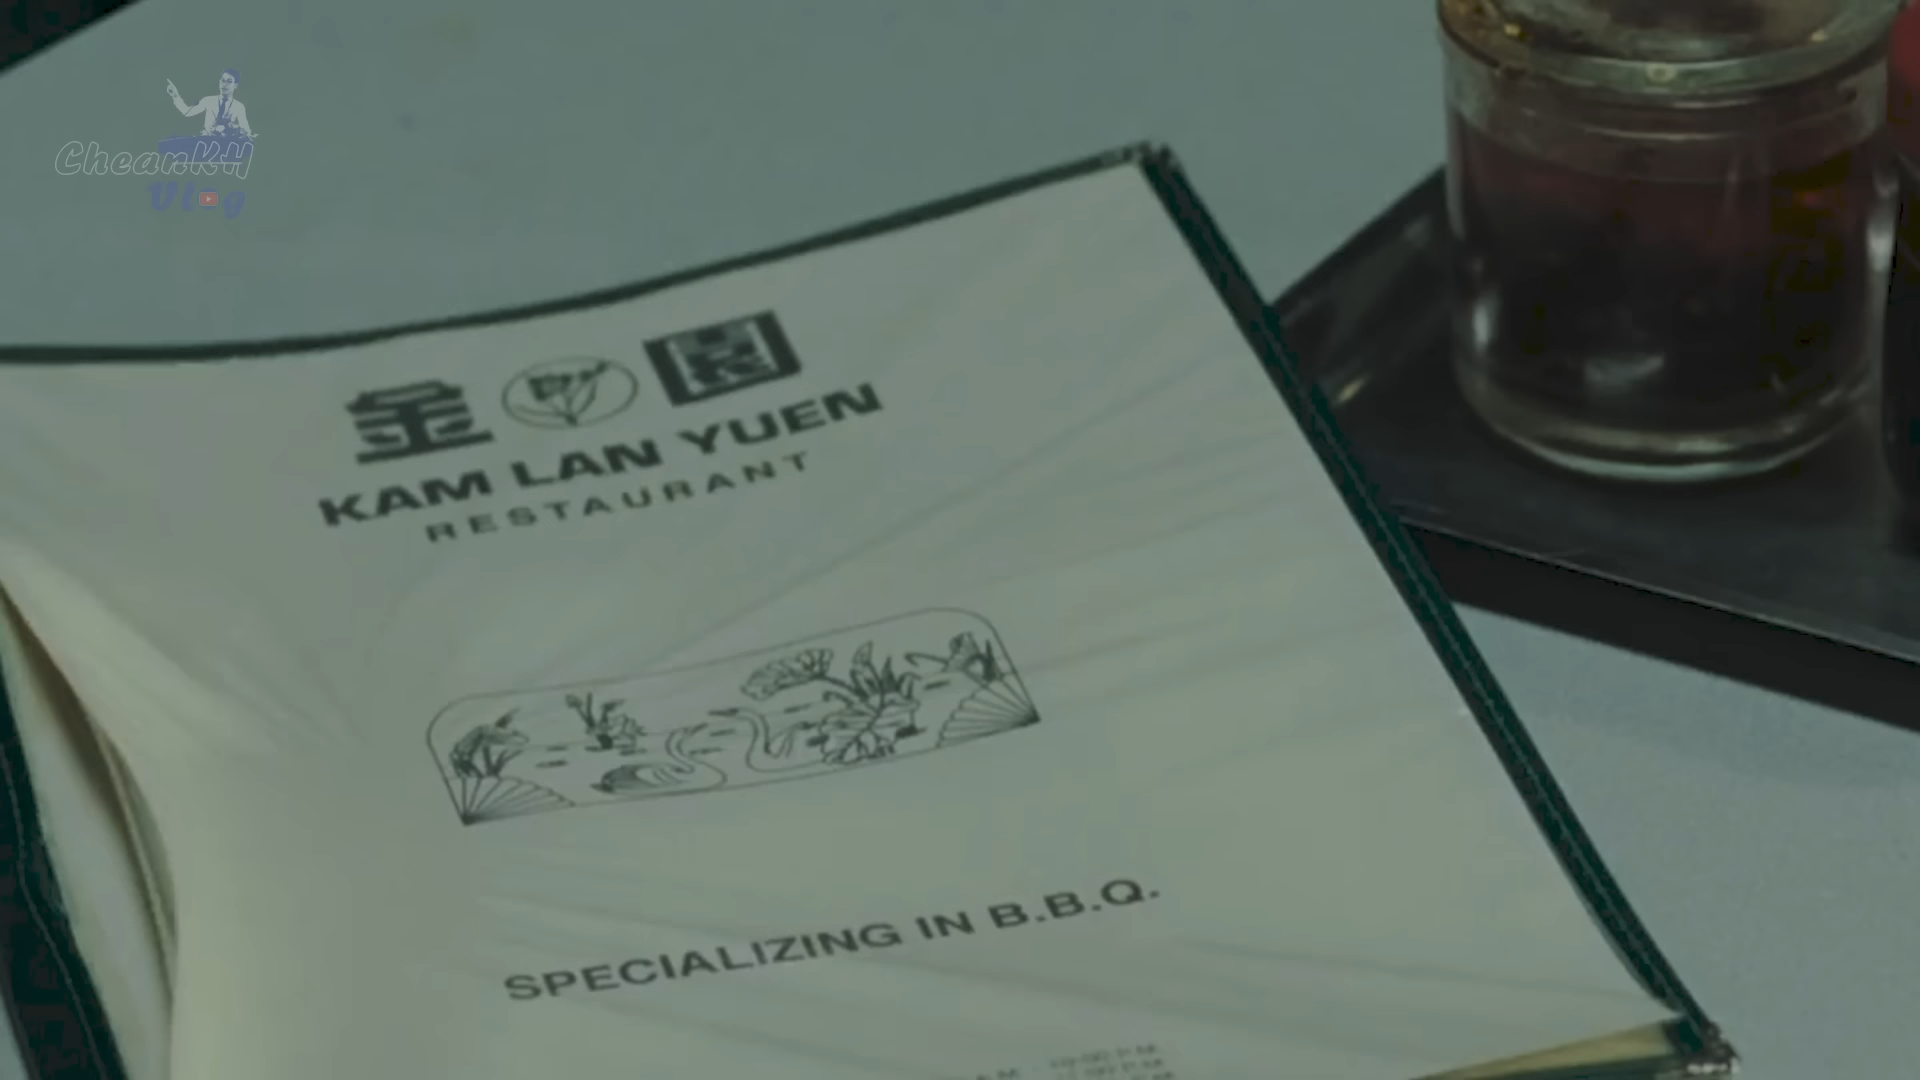 CheanKH
Vlog
金 園
KAM LAN YUEN
RESTAURANT
SPECIALIZING IN B.B.Q.